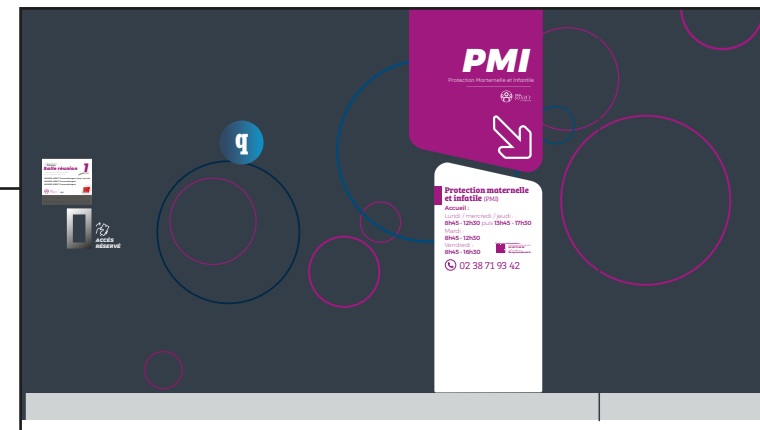 PMI
Protection Marternelle et Infantile
q
Salle réunion 1
ACCÈS
RÉSERVÉ
Protection maternelle
et infatile (PMI)
Accueil :
Lundi / mercredi / jeudi :
8h45 - 12h30 puis 13h45 - 17h30
Mardi :
8h45 - 12h30
Vendredi :
8h45 - 16h30
02 38 71 93 42